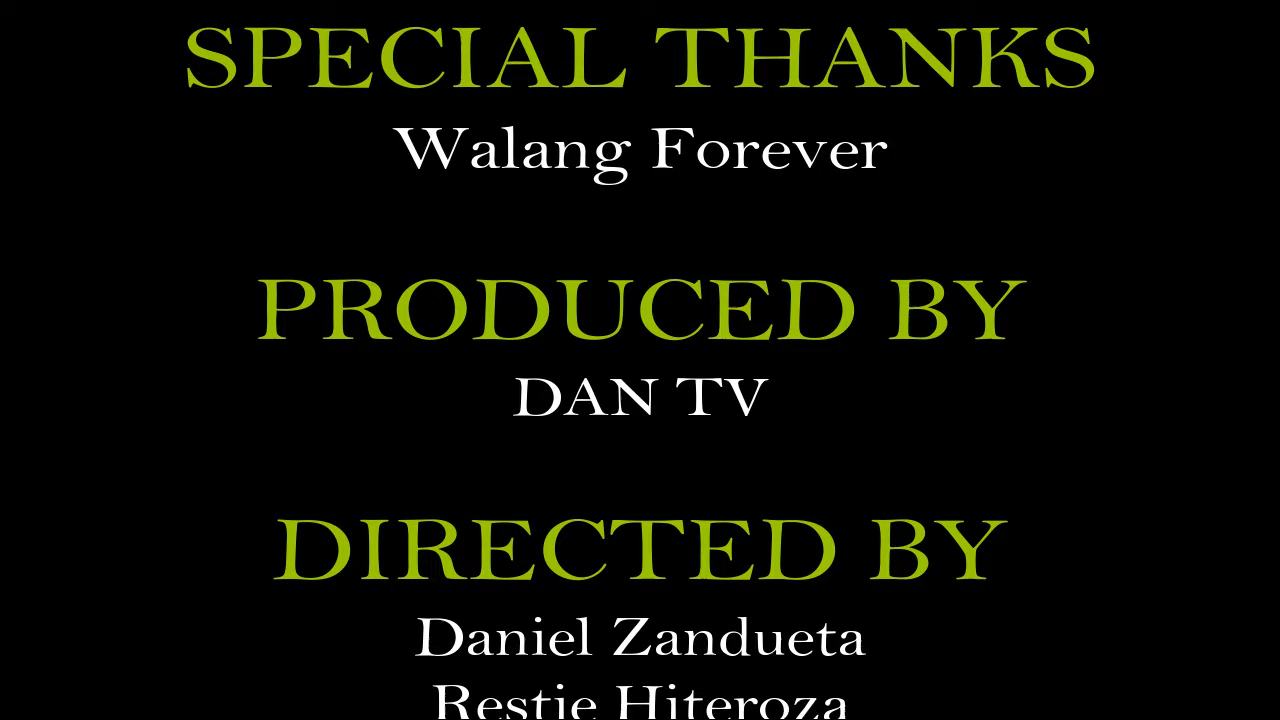 SPECIAL THANKS
Walang Forever
PRODUCED BY
DAN TV
DIRECTED BY
Daniel Zandueta
Restie Hiteroza